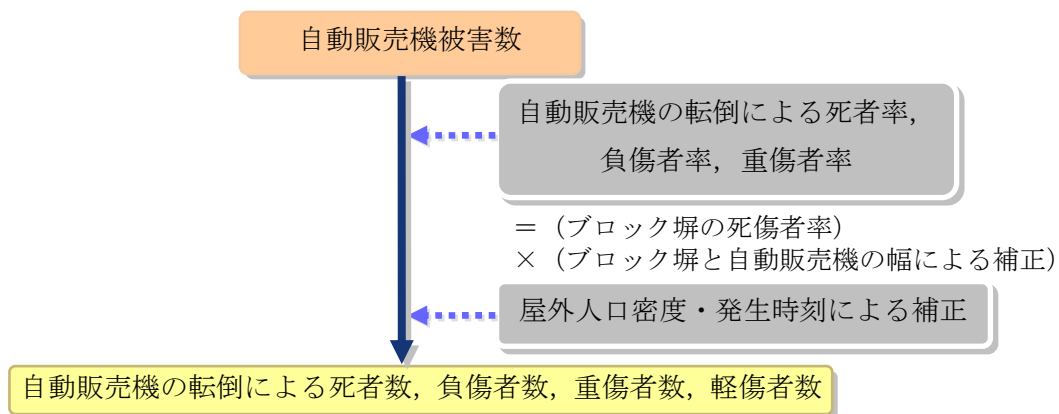 自動販売機被害数
自動販売機の転倒による死者率,
負傷者率, 重傷者率
＝（ブロック塀の死傷者率）
×（ブロック塀と自動販売機の幅による補正）
屋外人口密度・発生時刻による補正
自動販売機の転倒による死者数, 負傷者数, 重傷者数, 軽傷者数